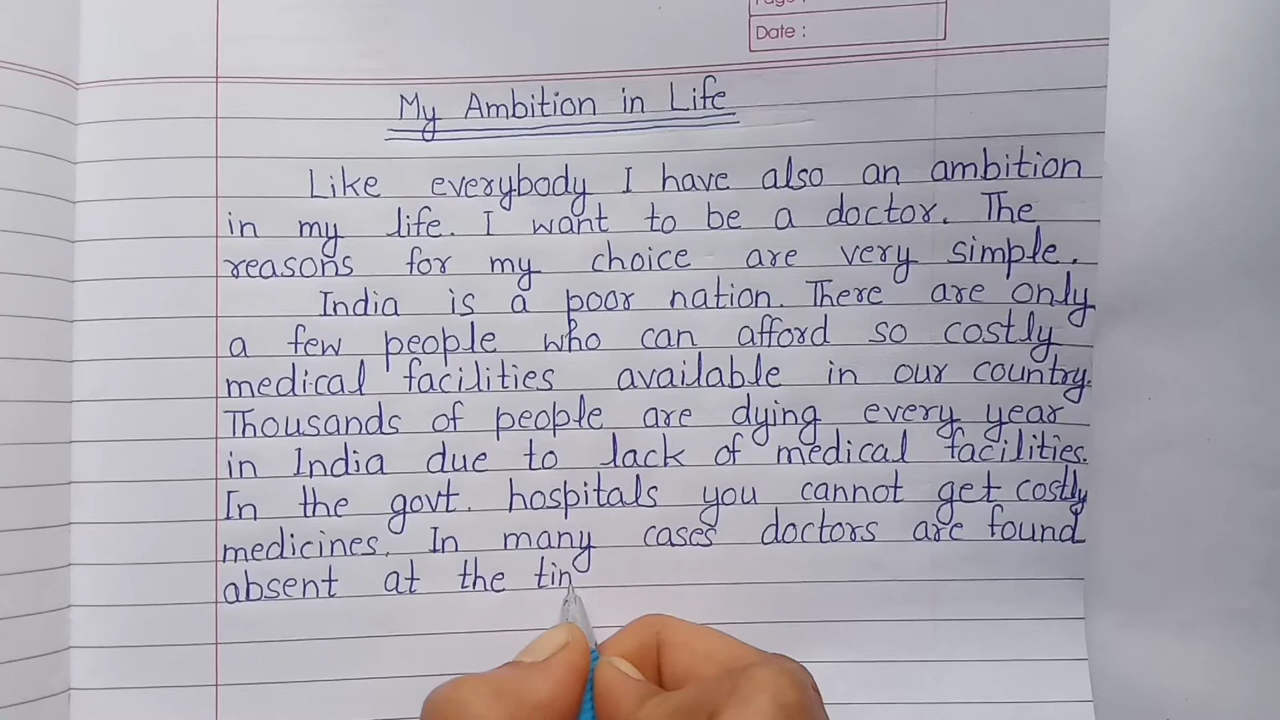 Date :
My Ambition in Life
Like everybody I have also an ambition
in my life. I want to be a doctor. The
reasons for my choice are very simple.
India is a poor nation. There are only
a few people who can afford so costly
medical facilities available in our country.
Thousands of people are dying every year
in India due to lack of medical facilities.
In the govt. hospitals you cannot get costly
medicines. In many cases doctors are found
absent at the